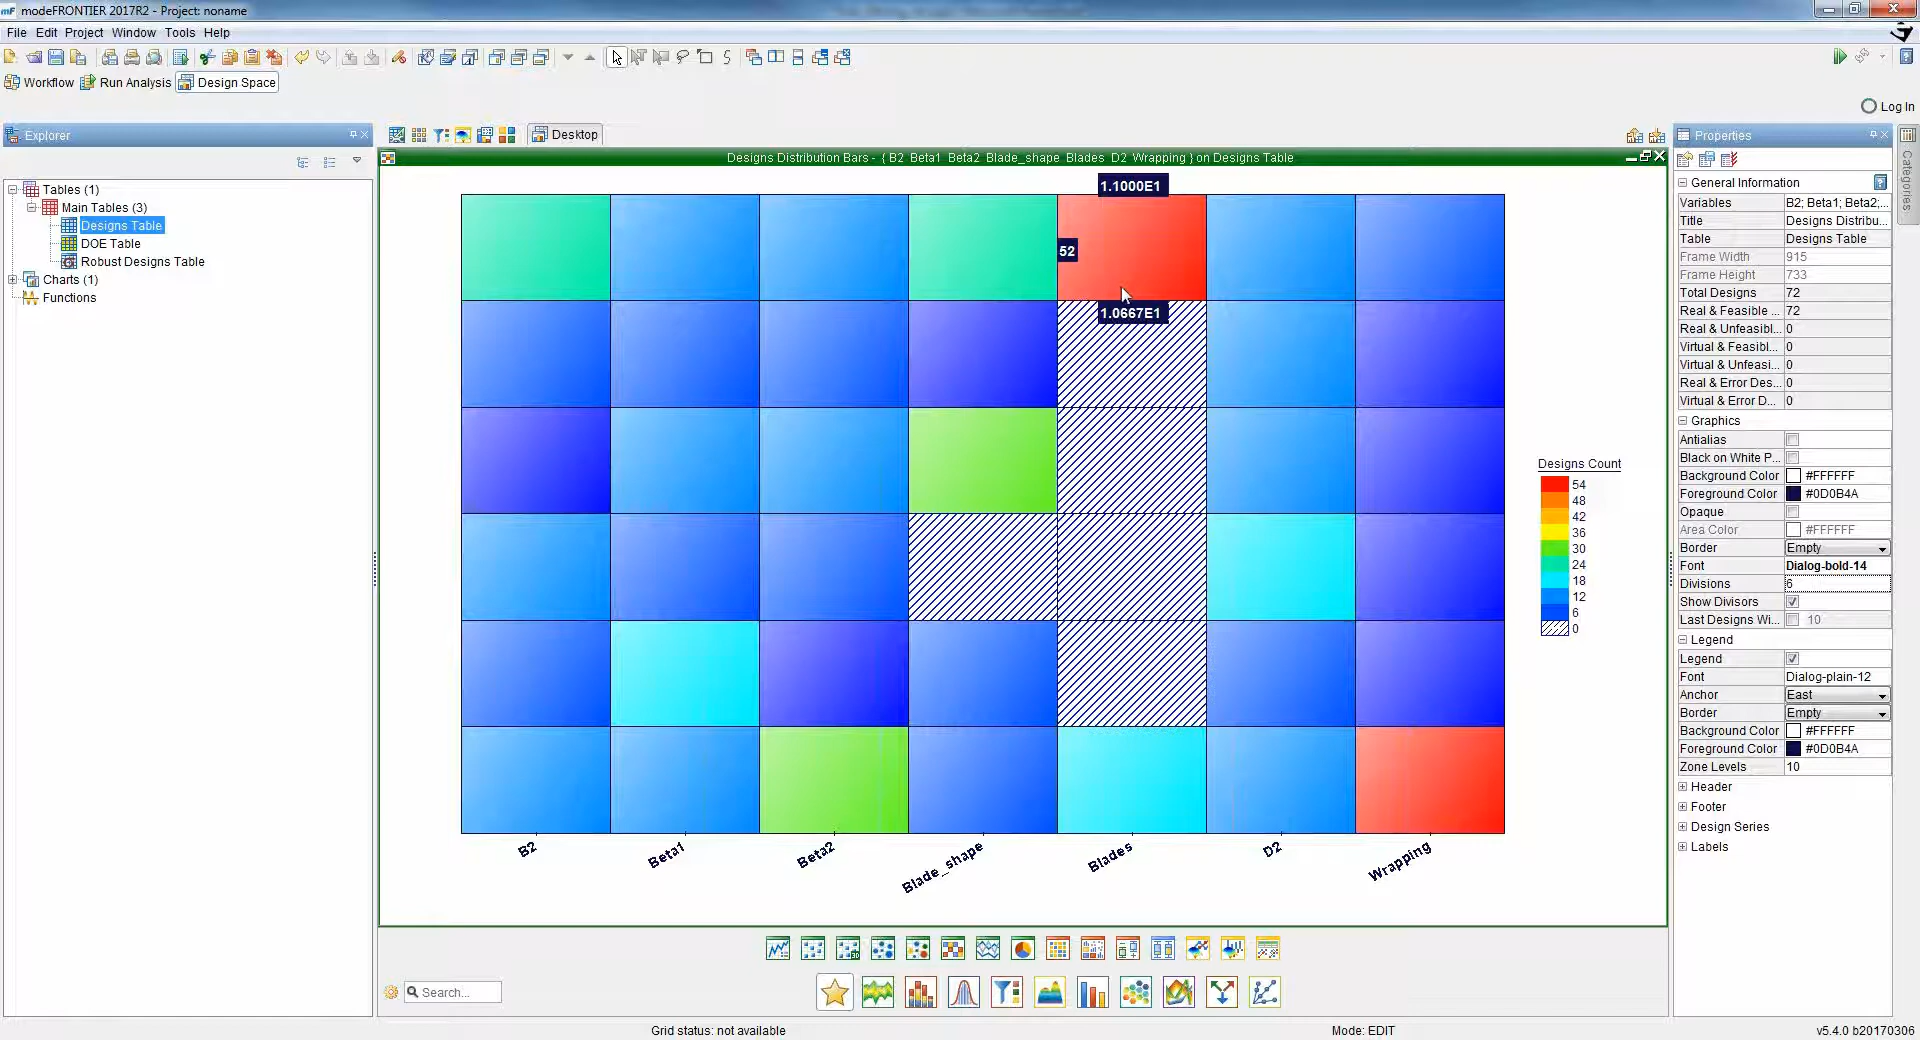 modeFRONTIER 2017R2 - Project: noname
File Edit Project Window Tools Help
Workflow Run Analysis Design Space
Log In
Explorer
Desktop
Properties
Categories
Designs Distribution Bars - { B2 Beta1 Beta2 Blade_shape Blades D2 Wrapping } on Designs Table
Tables (1)
Main Tables (3)
Designs Table
DOE Table
Robust Designs Table
Charts (1)
Functions
1.1000E1
52
1.0667E1
B2
Beta1
Beta2
Blade_shape
Blades
D2
Wrapping
Designs Count
54
48
42
36
30
24
18
12
6
0
General Information
Variables B2; Beta1; Beta2;...
Title Designs Distribu...
Table Designs Table
Frame Width 915
Frame Height 733
Total Designs 72
Real & Feasible ... 72
Real & Unfeasibl... 0
Virtual & Feasibl... 0
Virtual & Unfeasi... 0
Real & Error Des... 0
Virtual & Error D... 0
Graphics
Antialias
Black on White P...
Background Color #FFFFFF
Foreground Color #0D0B4A
Opaque
Area Color #FFFFFF
Border Empty
Font Dialog-bold-14
Divisions 6
Show Divisors
Last Designs Wi... 10
Legend
Legend
Font Dialog-plain-12
Anchor East
Border Empty
Background Color #FFFFFF
Foreground Color #0D0B4A
Zone Levels 10
Header
Footer
Design Series
Labels
Search...
Grid status: not available
Mode: EDIT
v5.4.0 b20170306